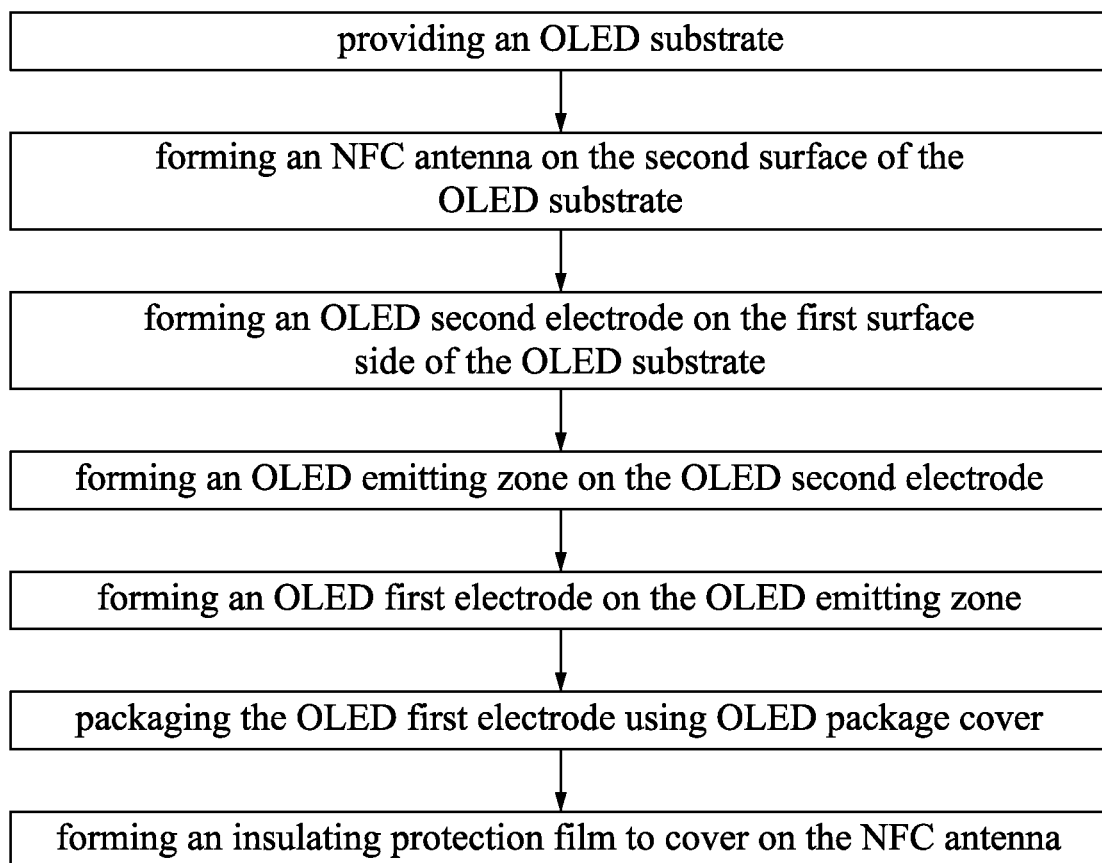 providing an OLED substrate
forming an NFC antenna on the second surface of the
OLED substrate
forming an OLED second electrode on the first surface
side of the OLED substrate
forming an OLED emitting zone on the OLED second electrode
forming an OLED first electrode on the OLED emitting zone
packaging the OLED first electrode using OLED package cover
forming an insulating protection film to cover on the NFC antenna